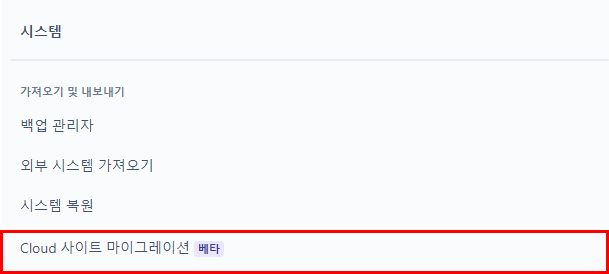 시스템
가져오기 및 내보내기
백업 관리자
외부 시스템 가져오기
시스템 복원
Cloud 사이트 마이그레이션 베타